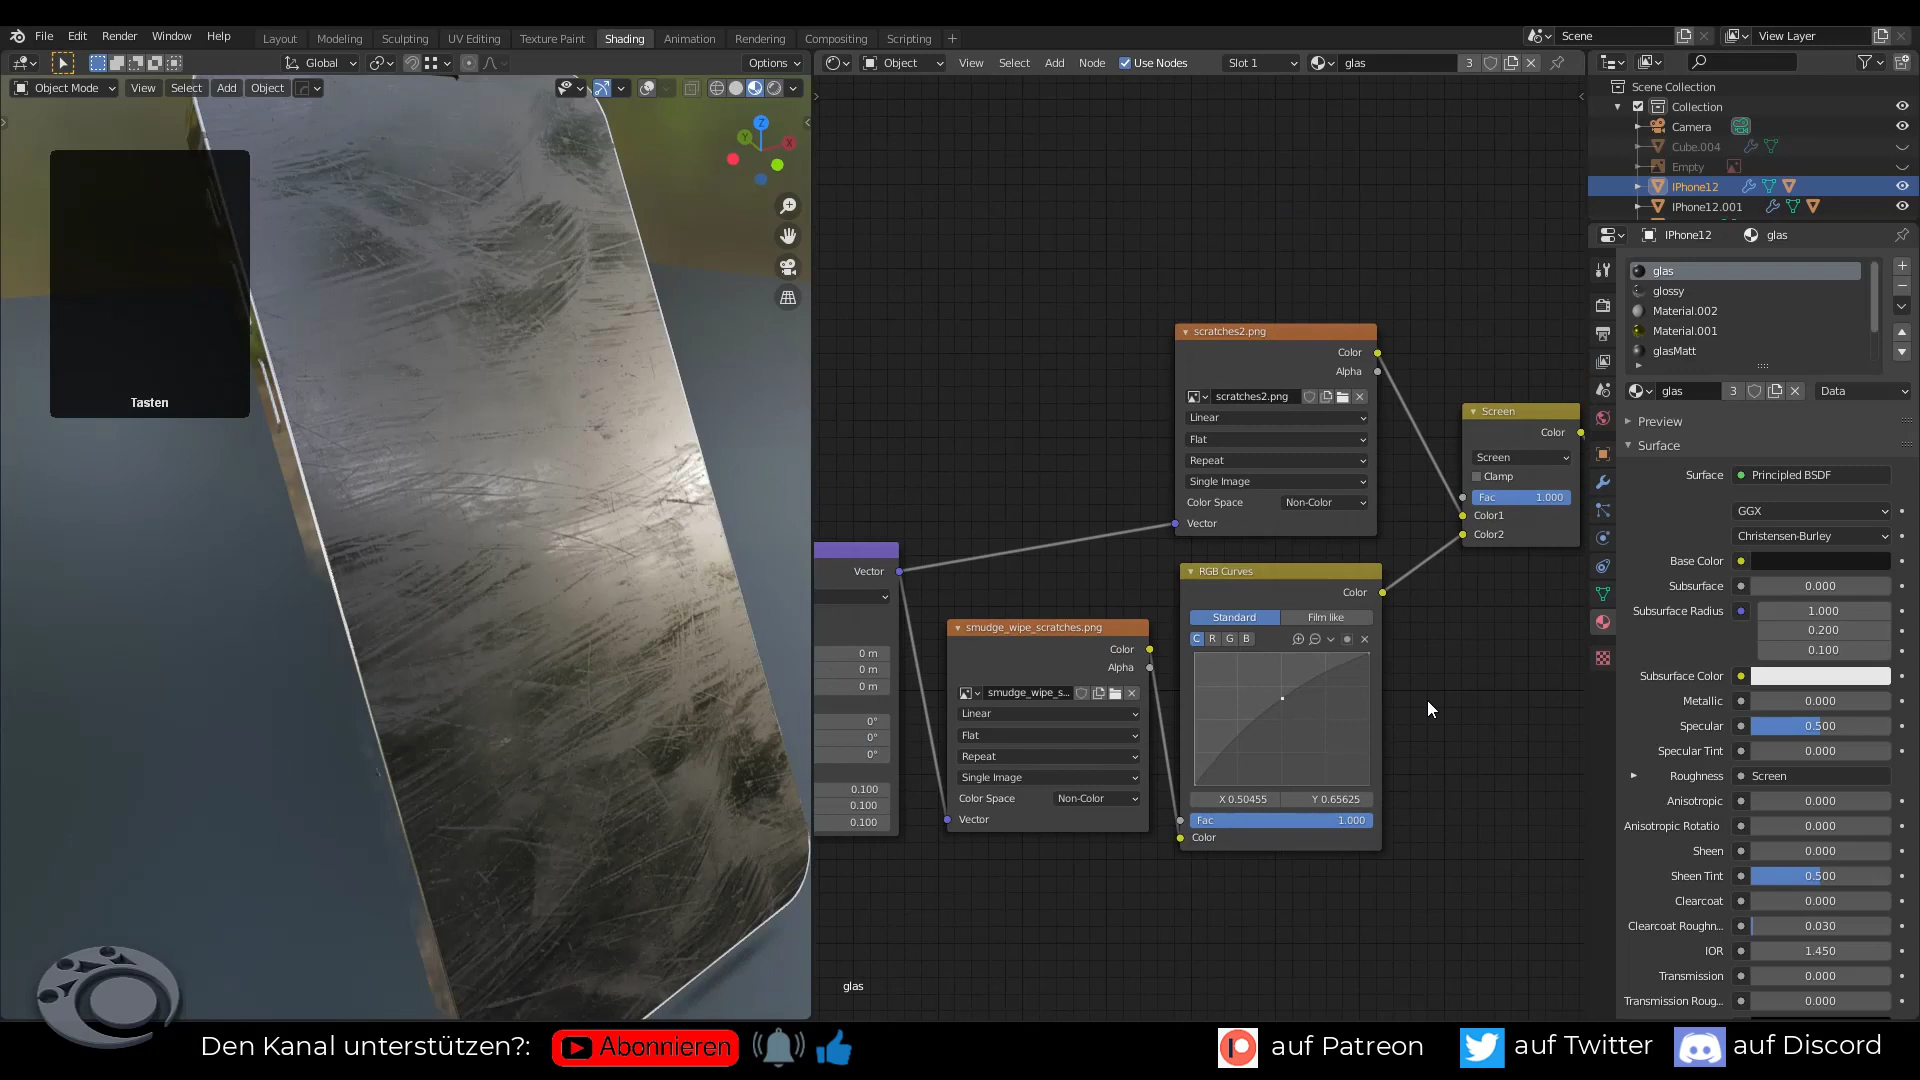 File Edit Render Window Help
Layout Modeling Sculpting UV Editing Texture Paint Shading Animation Rendering Compositing Scripting +
Scene
View Layer
Global
Options
Object
View Select Add Node
Use Nodes
Slot 1
glas
3
Object Mode
View Select Add Object
Z
Y
X
Tasten
scratches2.png
Color
Alpha
scratches2.png
Linear
Flat
Repeat
Single Image
Color Space Non-Color
Vector
Screen
Color
Screen
Clamp
Fac 1.000
Color1
Color2
Vector
0 m
0 m
0 m
0°
0°
0°
0.100
0.100
0.100
smudge_wipe_scratches.png
Color
Alpha
smudge_wipe_s...
Linear
Flat
Repeat
Single Image
Color Space Non-Color
Vector
RGB Curves
Color
Standard Film like
C R G B
X 0.50455 Y 0.65625
Fac 1.000
Color
glas
Scene Collection
Collection
Camera
Cube.004
Empty
IPhone12
IPhone12.001
IPhone12 glas
glas
glossy
Material.002
Material.001
glasMatt
glas 3 Data
Preview
Surface
Surface Principled BSDF
GGX
Christensen-Burley
Base Color
Subsurface 0.000
Subsurface Radius 1.000
0.200
0.100
Subsurface Color
Metallic 0.000
Specular 0.500
Specular Tint 0.000
Roughness Screen
Anisotropic 0.000
Anisotropic Rotatio 0.000
Sheen 0.000
Sheen Tint 0.500
Clearcoat 0.000
Clearcoat Roughn... 0.030
IOR 1.450
Transmission 0.000
Transmission Roug... 0.000
Den Kanal unterstützen?: Abonnieren auf Patreon auf Twitter auf Discord